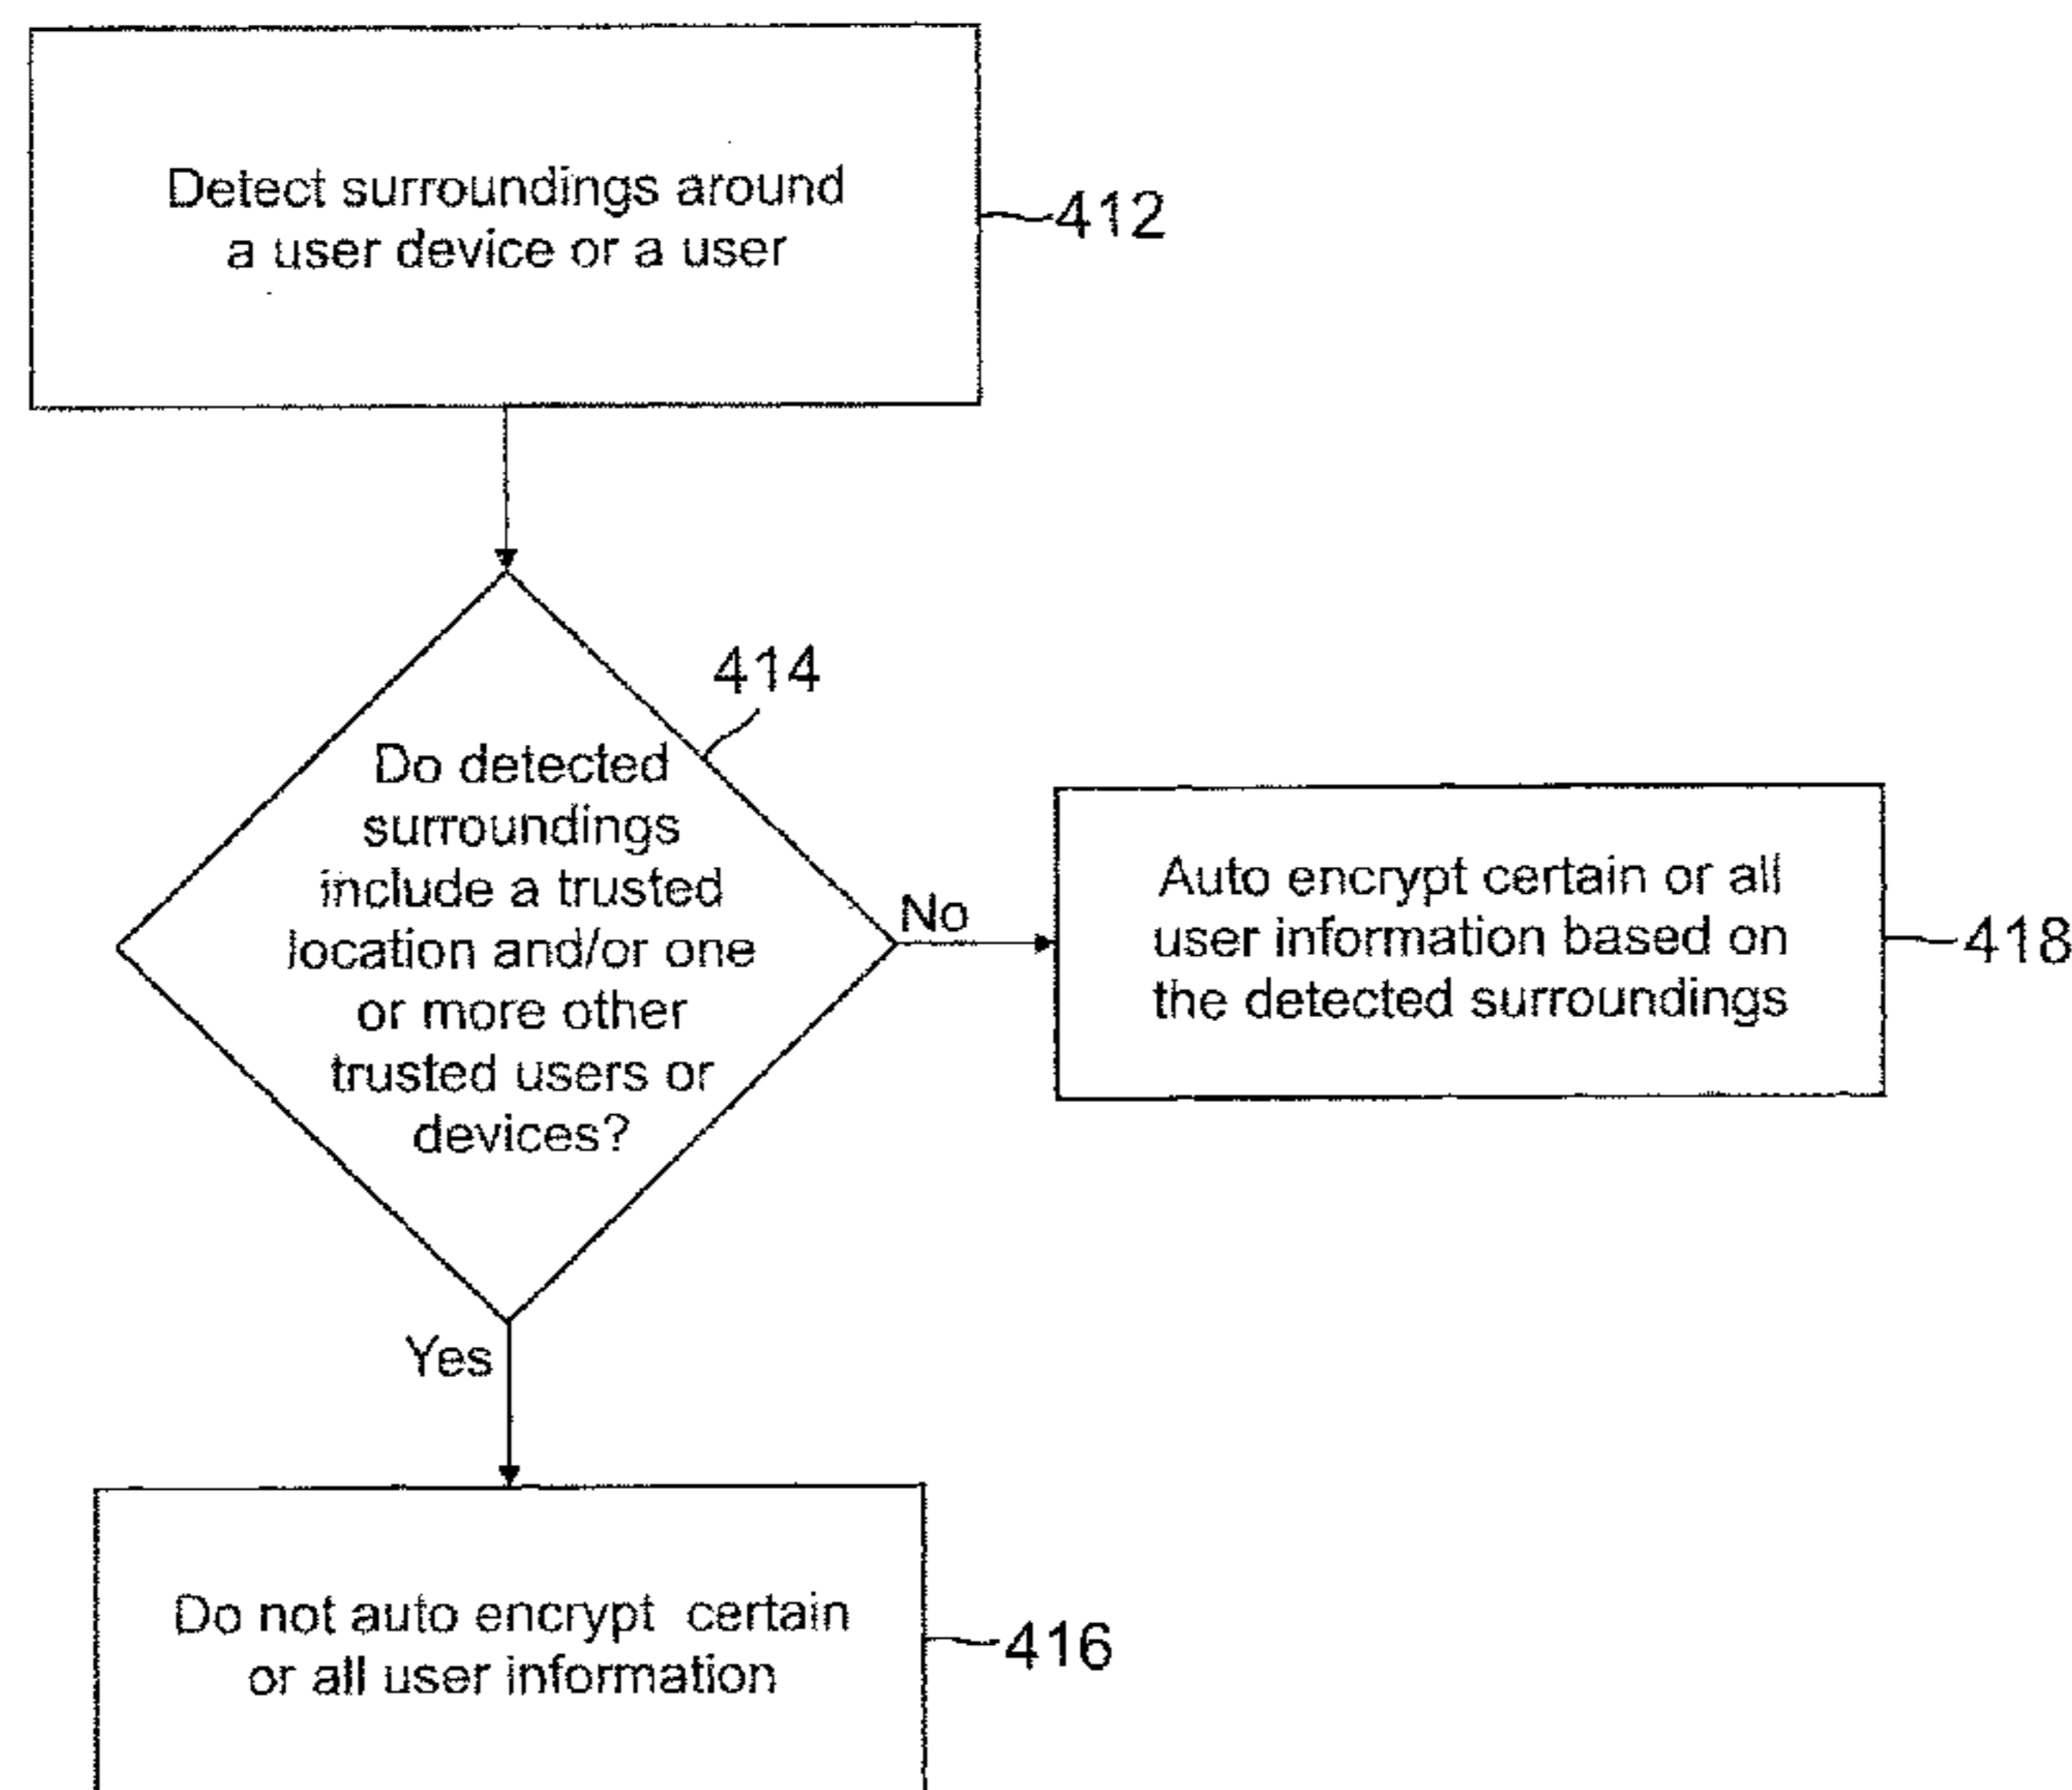 Detect surroundings around
a user device or a user
412
414
Do detected
surroundings
include a trusted
location and/or one
or more other
trusted users or
devices?
No
Auto encrypt certain or all
user information based on
the detected surroundings
418
Yes
Do not auto encrypt certain
or all user information
416